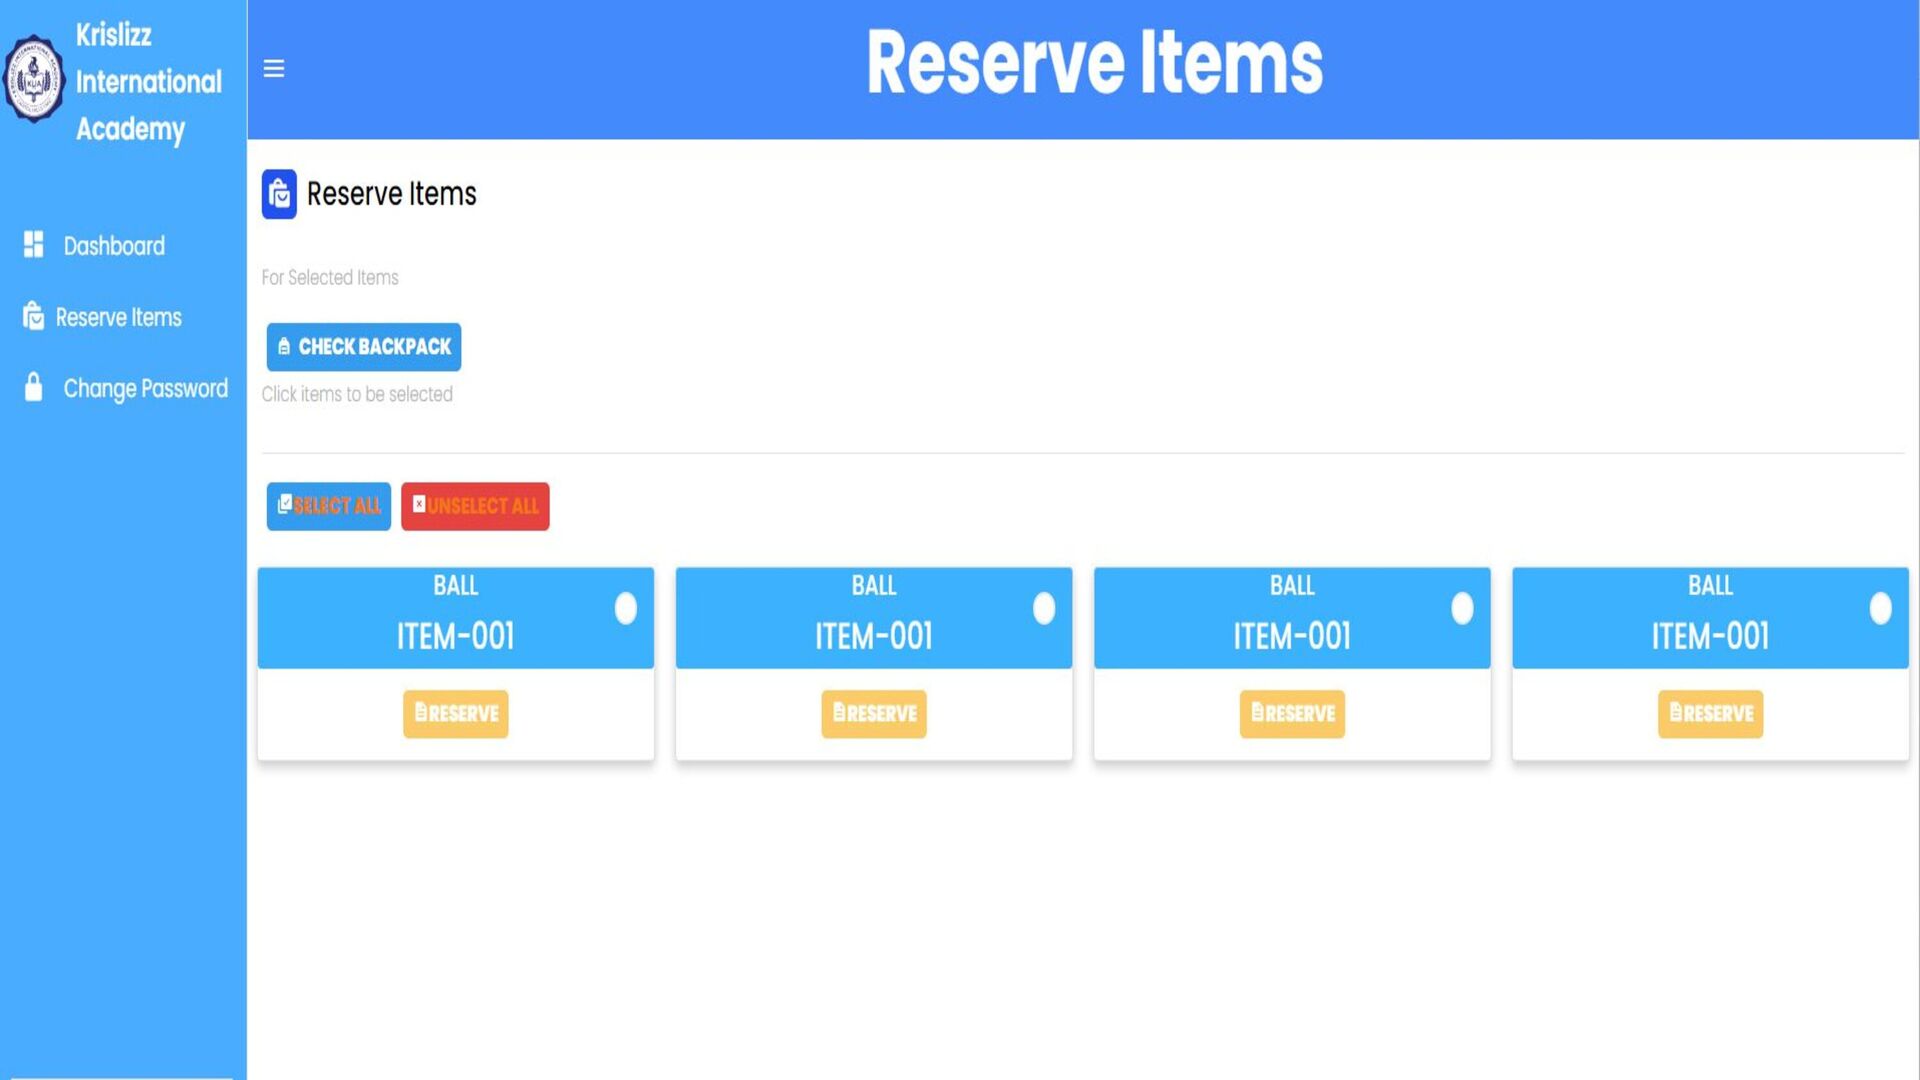 Krislizz
International
Academy
Reserve Items
Dashboard
Reserve Items
Change Password
Reserve Items
For Selected Items
CHECK BACKPACK
Click items to be selected
SELECT ALL
UNSELECT ALL
BALL
ITEM-001
RESERVE
BALL
ITEM-001
RESERVE
BALL
ITEM-001
RESERVE
BALL
ITEM-001
RESERVE